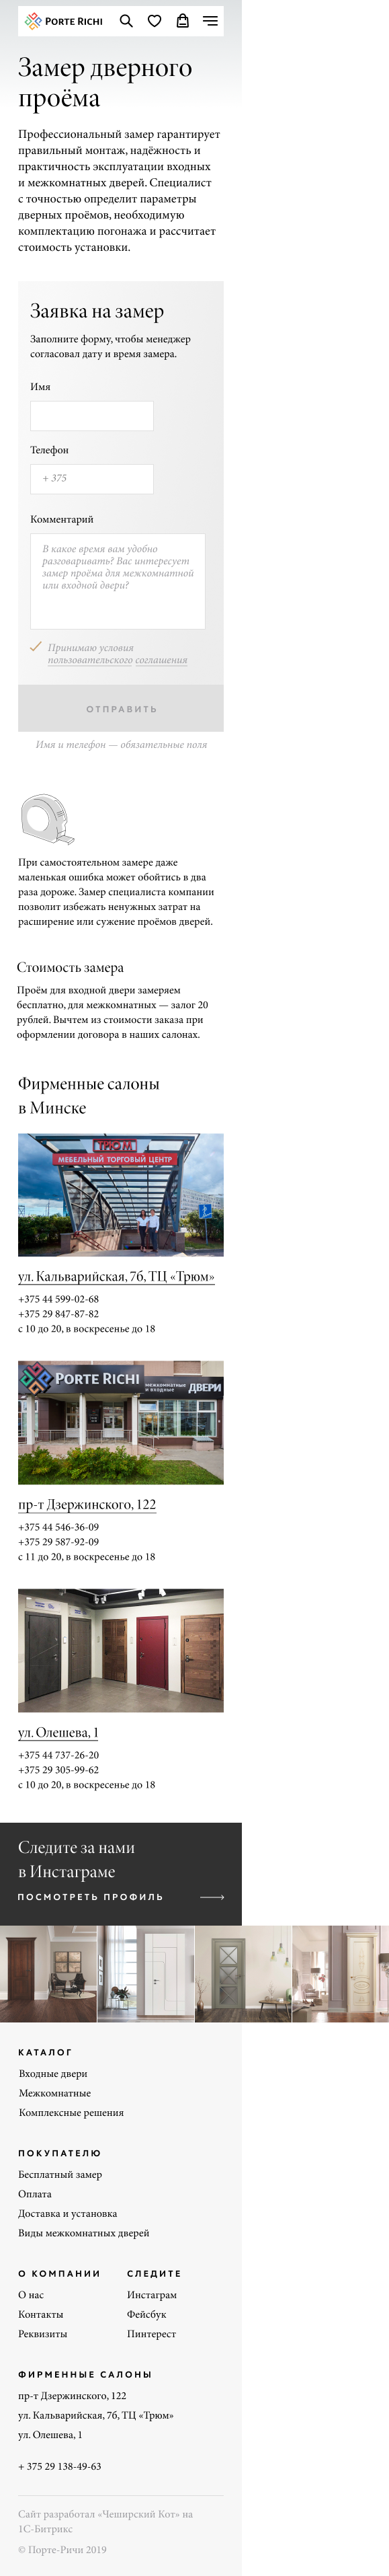 PORTE RICHI
Замер дверного
проёма
Профессиональный замер гарантирует
правильный монтаж, надёжность и
практичность эксплуатации входных
и межкомнатных дверей. Специалист
с точностью определит параметры
дверных проёмов, необходимую
комплектацию погонажа и рассчитает
стоимость установки.
Заявка на замер
Заполните форму, чтобы менеджер
согласовал дату и время замера.
Имя
Телефон
+ 375
Комментарий
В какое время вам удобно
разговаривать? Вас интересует
замер проёма для межкомнатной
или входной двери?
Принимаю условия
пользовательского соглашения
ОТПРАВИТЬ
Имя и телефон — обязательные поля
При самостоятельном замере даже
маленькая ошибка может обойтись в два
раза дороже. Замер специалиста компании
позволит избежать ненужных затрат на
расширение или сужение проёмов дверей.
Стоимость замера
Проём для входной двери замеряем
бесплатно, для межкомнатных — залог 20
рублей. Вычтем из стоимости заказа при
оформлении договора в наших салонах.
Фирменные салоны
в Минске
ТРЮМ
МЕБЕЛЬНЫЙ ТОРГОВЫЙ ЦЕНТР
ул. Кальварийская, 7б, ТЦ «Трюм»
+375 44 599-02-68
+375 29 847-87-82
с 10 до 20, в воскресенье до 18
PORTE RICHI
МЕЖКОМНАТНЫЕ
И ВХОДНЫЕ
ДВЕРИ
пр-т Дзержинского, 122
+375 44 546-36-09
+375 29 587-92-09
с 11 до 20, в воскресенье до 18
ул. Олешева, 1
+375 44 737-26-20
+375 29 305-99-62
с 10 до 20, в воскресенье до 18
Следите за нами
в Инстаграме
ПОСМОТРЕТЬ ПРОФИЛЬ
КАТАЛОГ
Входные двери
Межкомнатные
Комплексные решения
ПОКУПАТЕЛЮ
Бесплатный замер
Оплата
Доставка и установка
Виды межкомнатных дверей
О КОМПАНИИ
О нас
Контакты
Реквизиты
СЛЕДИТЕ
Инстаграм
Фейсбук
Пинтерест
ФИРМЕННЫЕ САЛОНЫ
пр-т Дзержинского, 122
ул. Кальварийская, 7б, ТЦ «Трюм»
ул. Олешева, 1
+ 375 29 138-49-63
Сайт разработал «Чеширский Кот» на
1С-Битрикс
© Порте-Ричи 2019